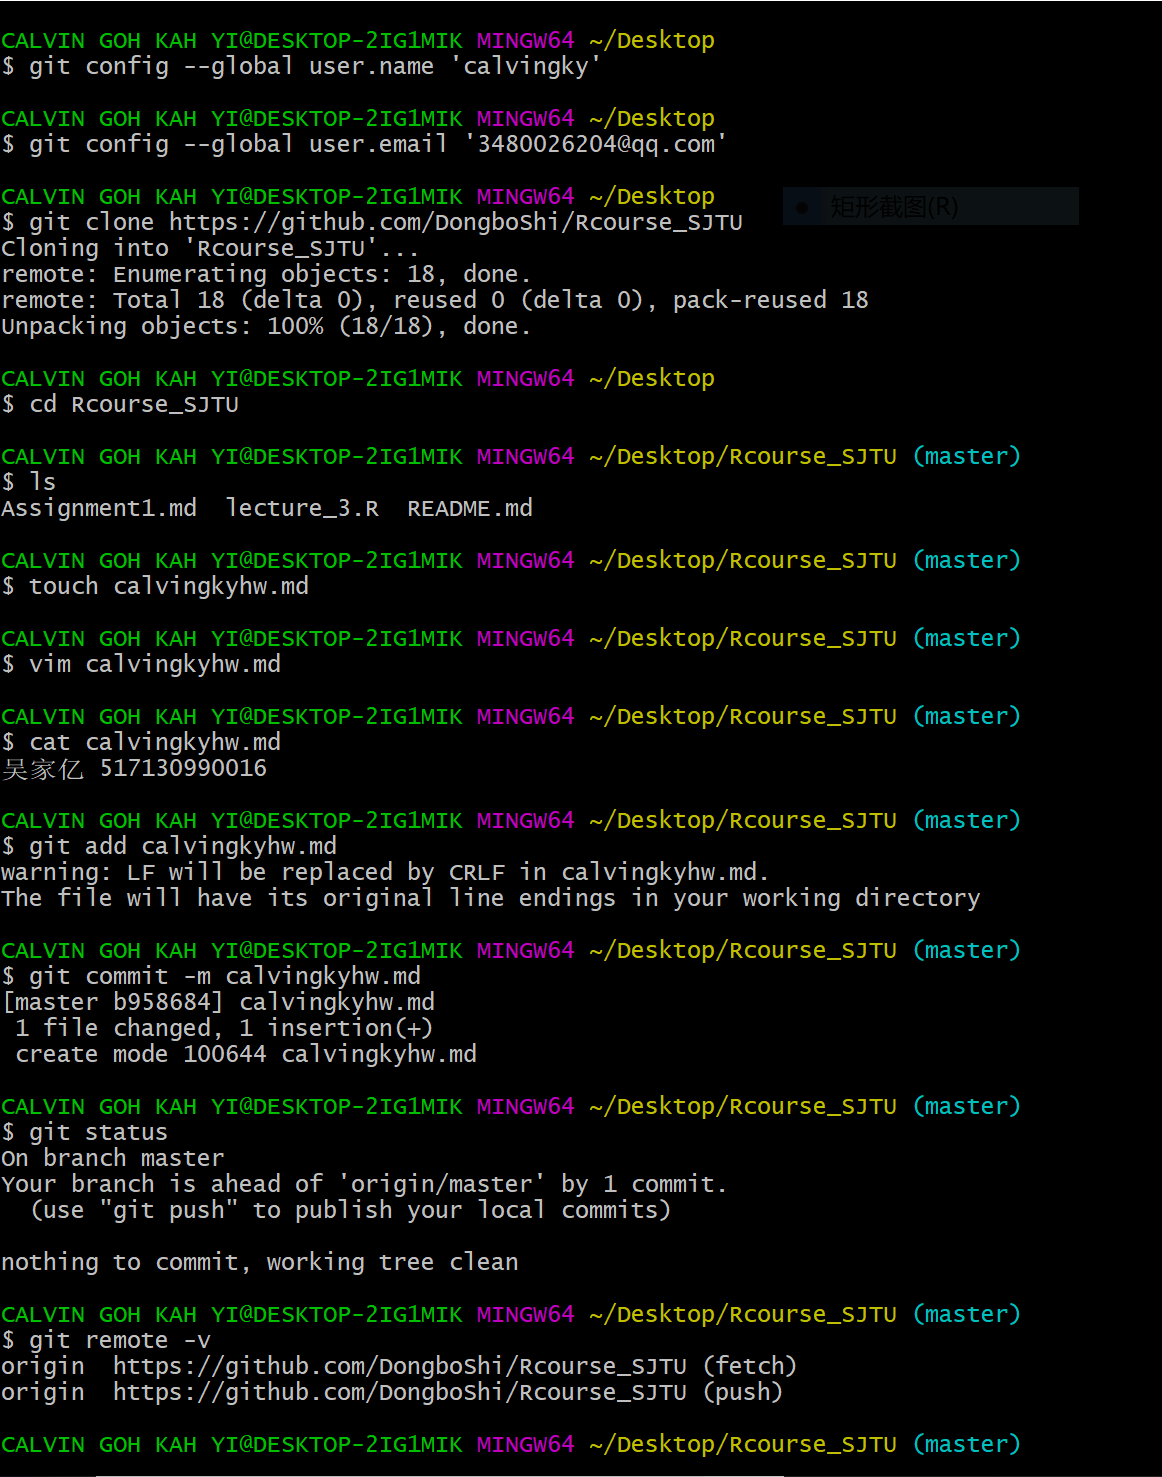 CALVIN GOH KAH YI@DESKTOP-2IG1MIK MINGW64 ~/Desktop
$ git config --global user.name 'calvingky'
CALVIN GOH KAH YI@DESKTOP-2IG1MIK MINGW64 ~/Desktop
$ git config --global user.email '3480026204@qq.com'
CALVIN GOH KAH YI@DESKTOP-2IG1MIK MINGW64 ~/Desktop
矩形截图(R)
$ git clone https://github.com/DongboShi/Rcourse_SJTU
Cloning into 'Rcourse_SJTU'...
remote: Enumerating objects: 18, done.
remote: Total 18 (delta 0), reused 0 (delta 0), pack-reused 18
Unpacking objects: 100% (18/18), done.
CALVIN GOH KAH YI@DESKTOP-2IG1MIK MINGW64 ~/Desktop
$ cd Rcourse_SJTU
CALVIN GOH KAH YI@DESKTOP-2IG1MIK MINGW64 ~/Desktop/Rcourse_SJTU (master)
$ ls
Assignment1.md  lecture_3.R  README.md
CALVIN GOH KAH YI@DESKTOP-2IG1MIK MINGW64 ~/Desktop/Rcourse_SJTU (master)
$ touch calvingkyhw.md
CALVIN GOH KAH YI@DESKTOP-2IG1MIK MINGW64 ~/Desktop/Rcourse_SJTU (master)
$ vim calvingkyhw.md
CALVIN GOH KAH YI@DESKTOP-2IG1MIK MINGW64 ~/Desktop/Rcourse_SJTU (master)
$ cat calvingkyhw.md
吴家亿 517130990016
CALVIN GOH KAH YI@DESKTOP-2IG1MIK MINGW64 ~/Desktop/Rcourse_SJTU (master)
$ git add calvingkyhw.md
warning: LF will be replaced by CRLF in calvingkyhw.md.
The file will have its original line endings in your working directory
CALVIN GOH KAH YI@DESKTOP-2IG1MIK MINGW64 ~/Desktop/Rcourse_SJTU (master)
$ git commit -m calvingkyhw.md
[master b958684] calvingkyhw.md
 1 file changed, 1 insertion(+)
 create mode 100644 calvingkyhw.md
CALVIN GOH KAH YI@DESKTOP-2IG1MIK MINGW64 ~/Desktop/Rcourse_SJTU (master)
$ git status
On branch master
Your branch is ahead of 'origin/master' by 1 commit.
  (use "git push" to publish your local commits)
nothing to commit, working tree clean
CALVIN GOH KAH YI@DESKTOP-2IG1MIK MINGW64 ~/Desktop/Rcourse_SJTU (master)
$ git remote -v
origin  https://github.com/DongboShi/Rcourse_SJTU (fetch)
origin  https://github.com/DongboShi/Rcourse_SJTU (push)
CALVIN GOH KAH YI@DESKTOP-2IG1MIK MINGW64 ~/Desktop/Rcourse_SJTU (master)